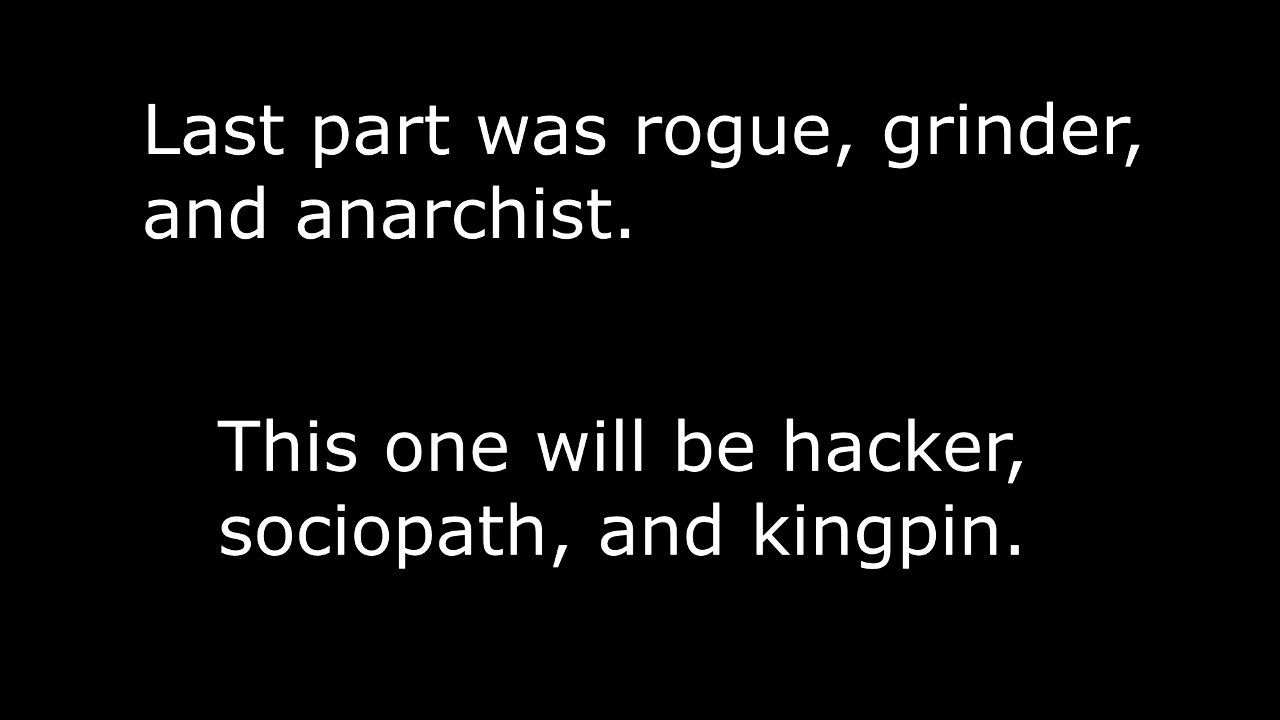 Last part was rogue, grinder,
and anarchist.
This one will be hacker,
sociopath, and kingpin.